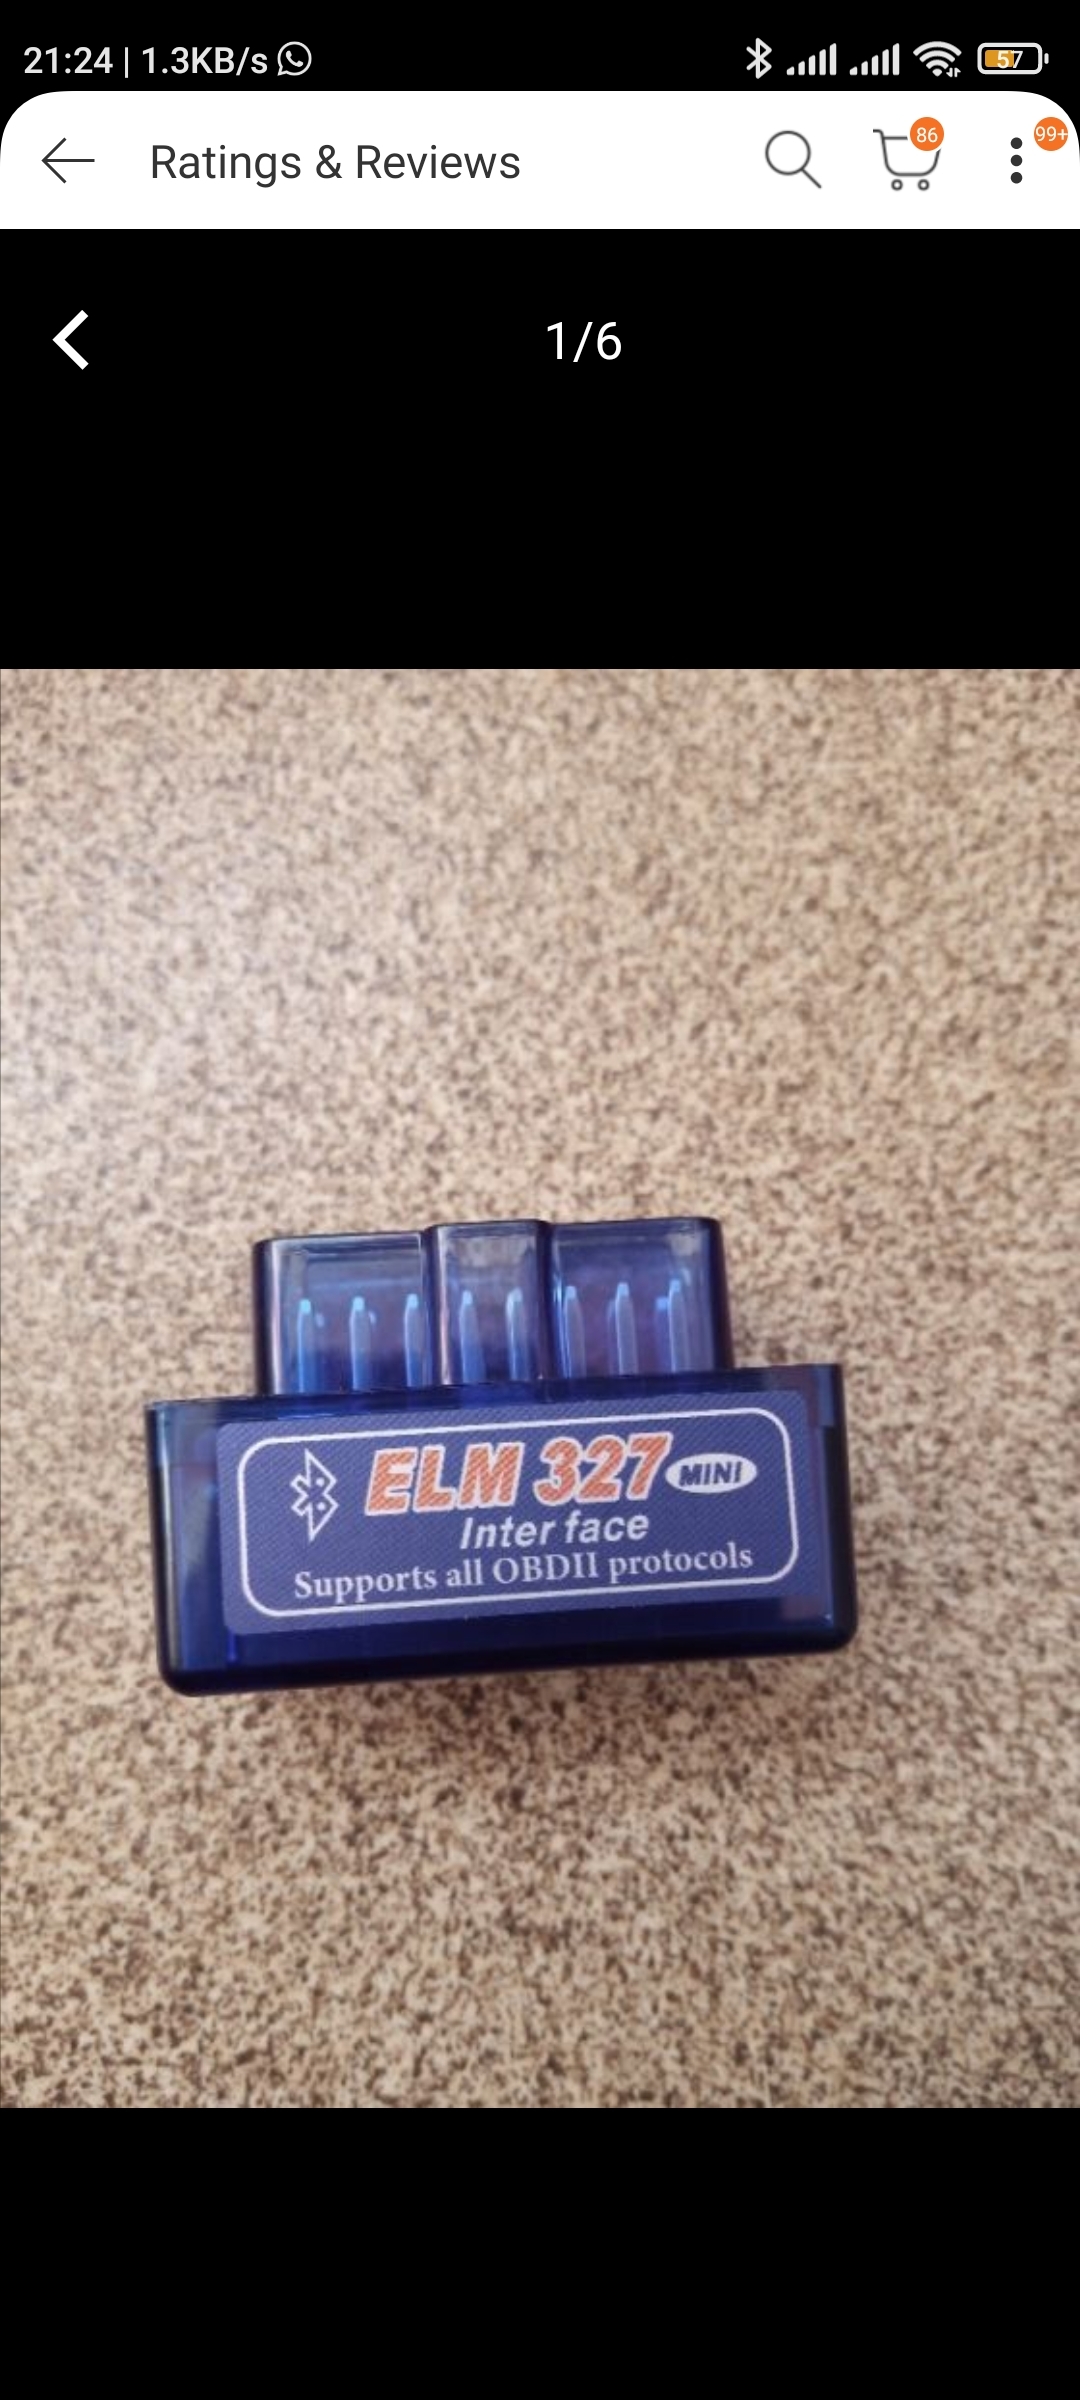 21:24 | 1.3KB/s
57
Ratings & Reviews
86
99+
1/6
ELM 327 MINI
Inter face
Supports all OBDII protocols